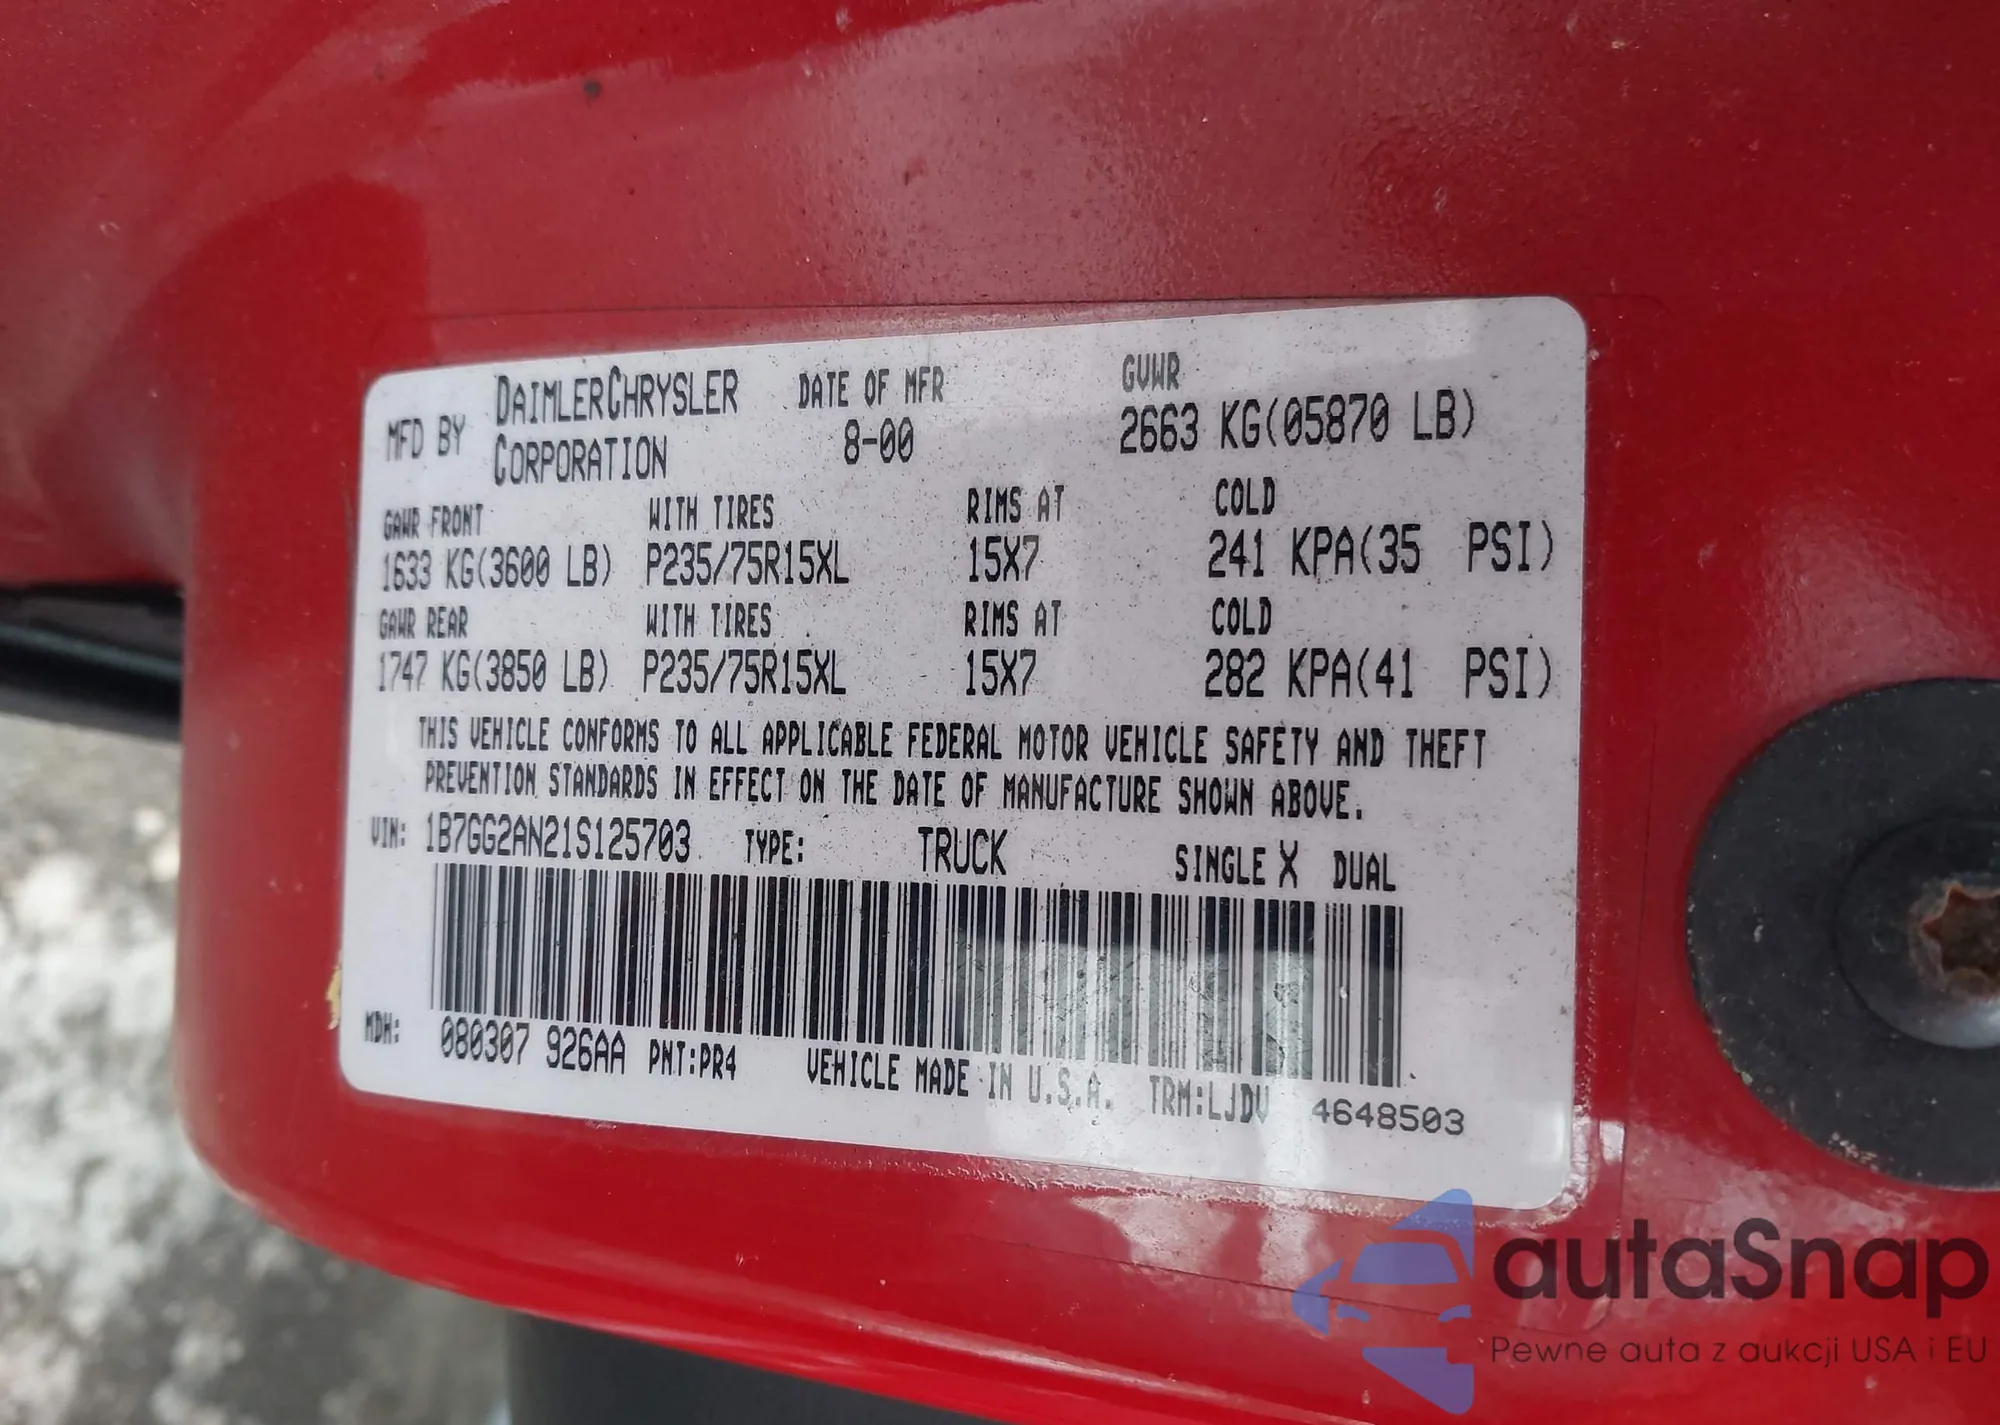 MFD BY DAIMLERCHRYSLER CORPORATION DATE OF MFR 8-00 GVWR 2663 KG(05870 LB)
GAWR FRONT WITH TIRES RIMS AT COLD
1633 KG(3600 LB) P235/75R15XL 15X7 241 KPA(35 PSI)
GAWR REAR WITH TIRES RIMS AT COLD
1747 KG(3850 LB) P235/75R15XL 15X7 282 KPA(41 PSI)
THIS VEHICLE CONFORMS TO ALL APPLICABLE FEDERAL MOTOR VEHICLE SAFETY AND THEFT
PREVENTION STANDARDS IN EFFECT ON THE DATE OF MANUFACTURE SHOWN ABOVE.
VIN: 1B7GG2AN21S125703 TYPE: TRUCK SINGLE X DUAL
MDH: 080307 926AA PNT:PR4 VEHICLE MADE IN U.S.A. TRM:LJDV 4648503
autaSnap
Pewne auta z aukcji USA i EU